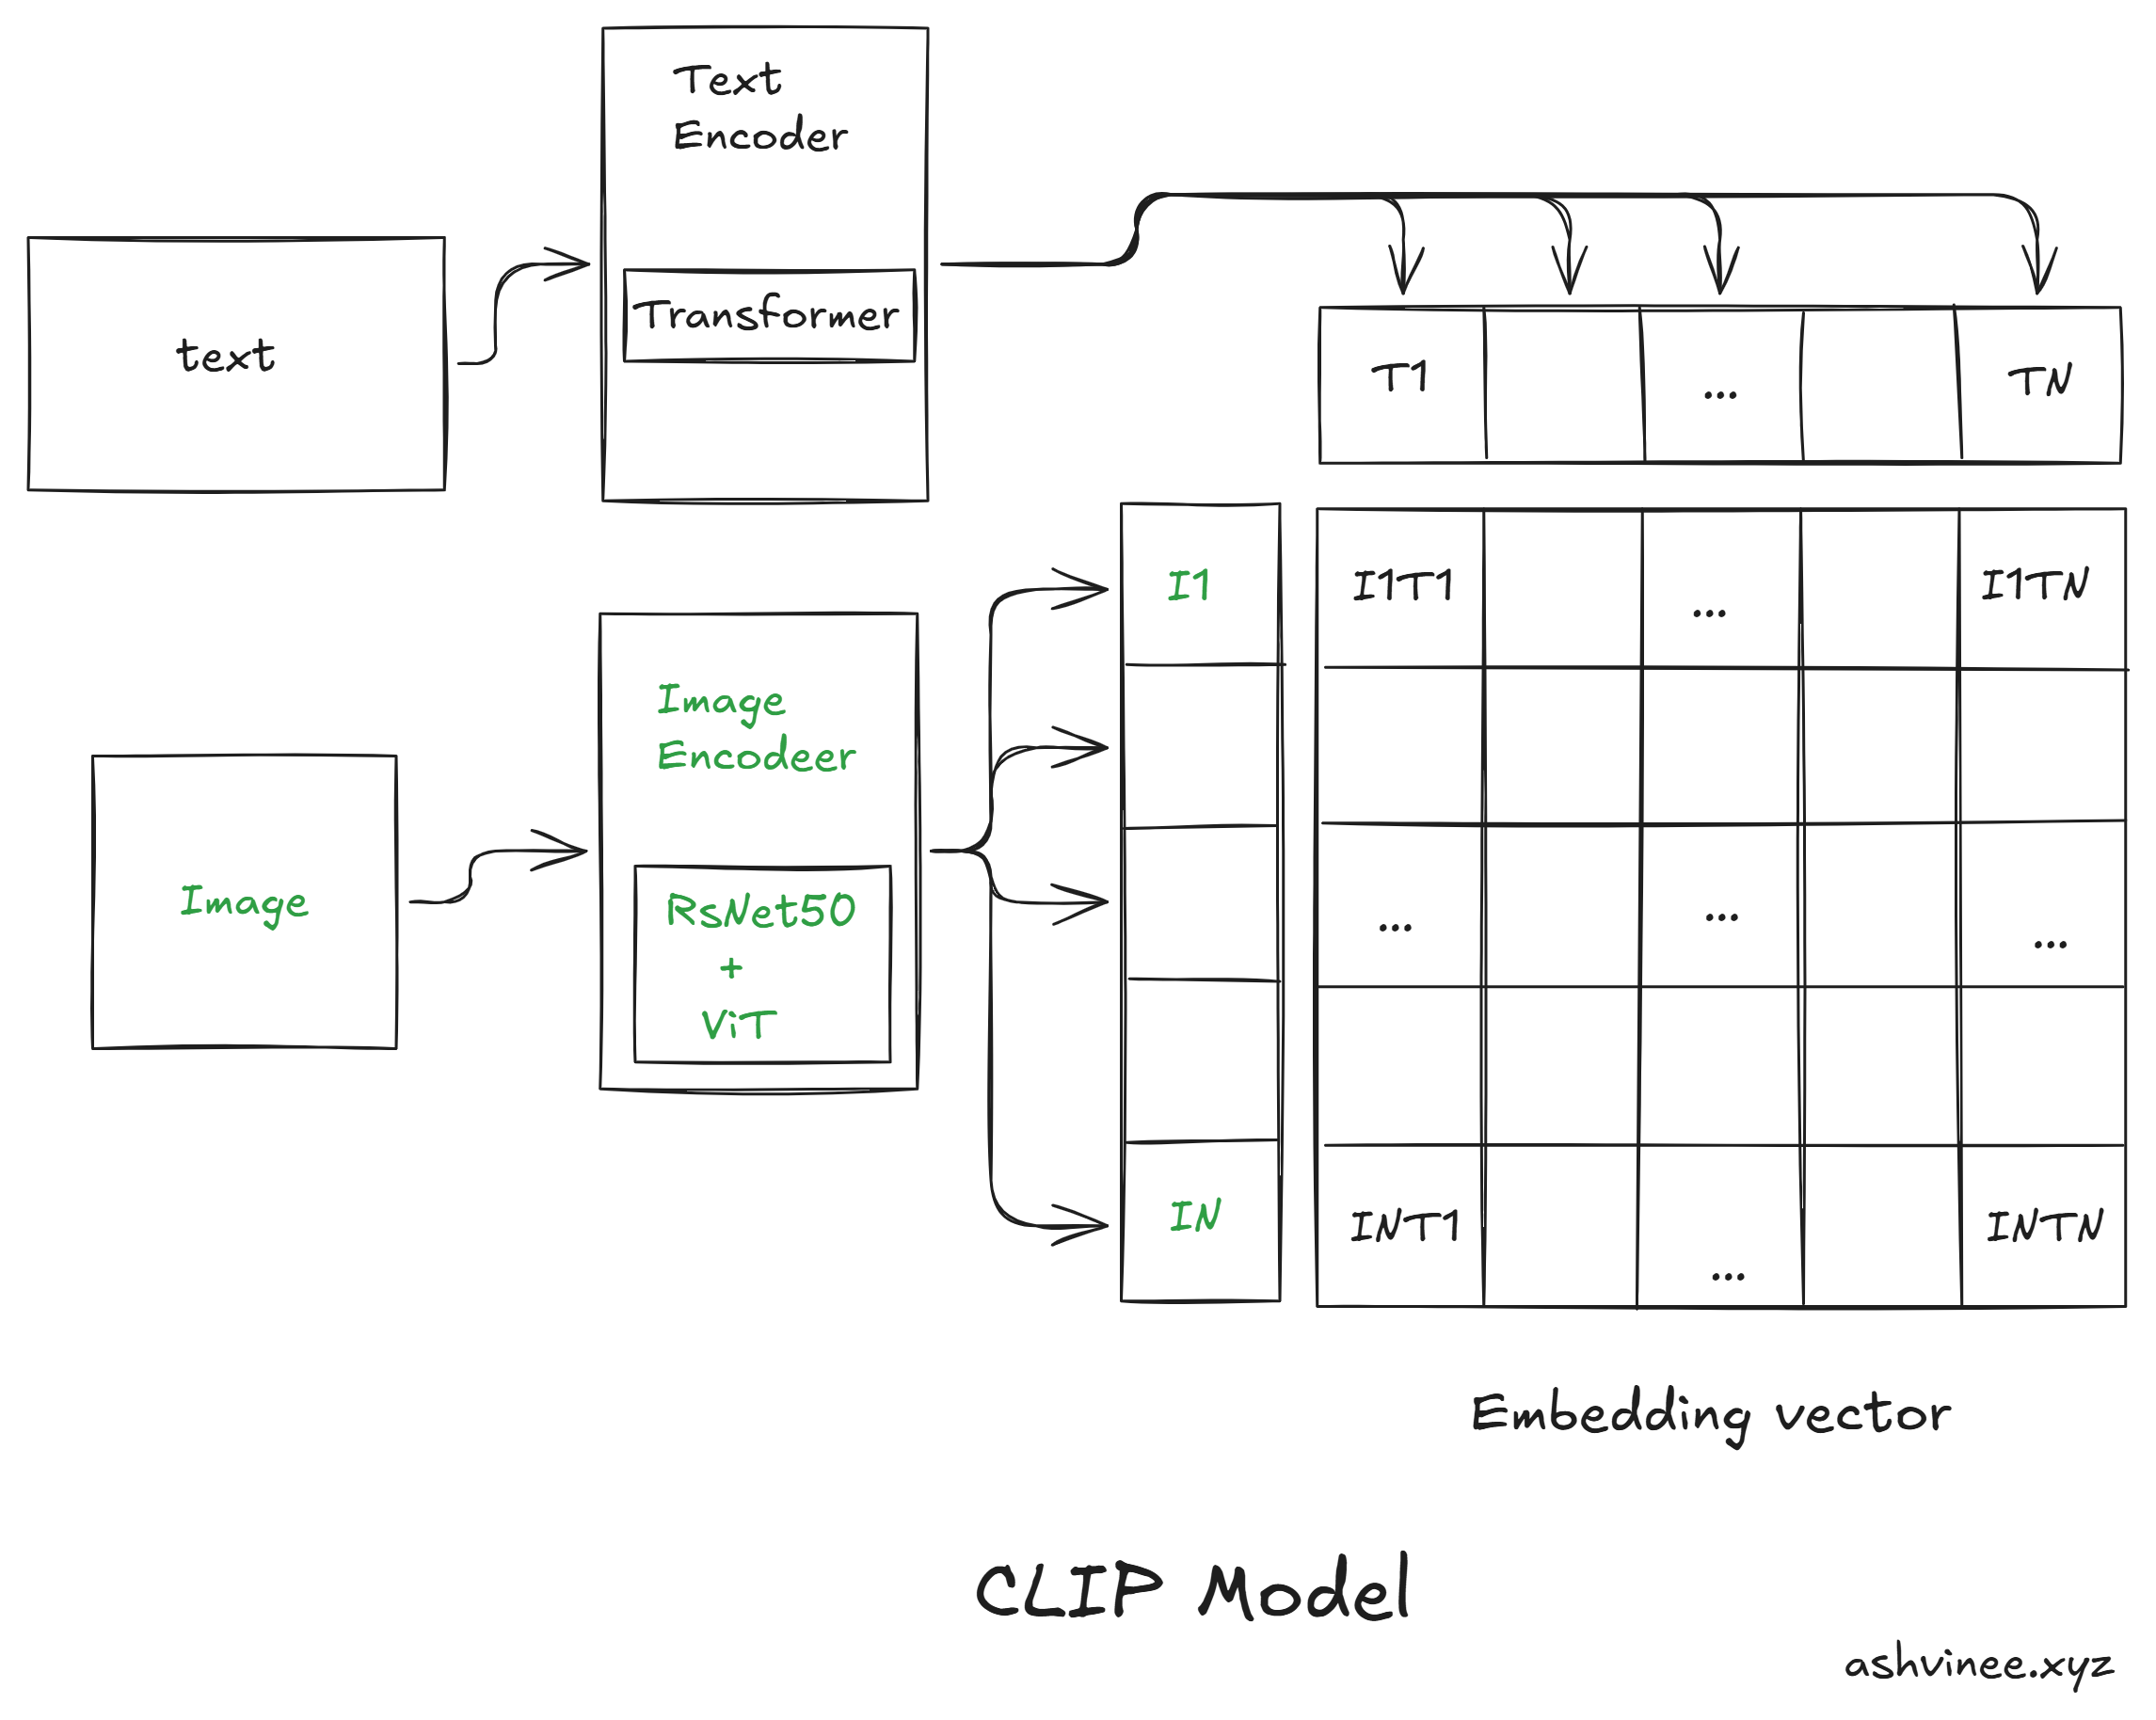 Text
Encoder
Transformer
text
T1
...
TN
I1
I1T1
...
I1TN
Image
Encodeer
Image
RsNet50
+
ViT
...
...
...
IN
INT1
...
INTN
Embedding vector
CLIP Model
ashvinee.xyz